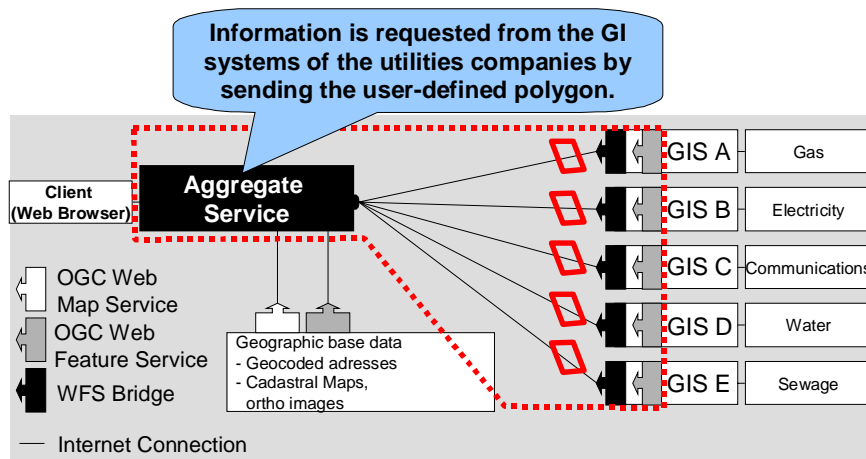 Information is requested from the GI
systems of the utilities companies by
sending the user-defined polygon.
Client
(Web Browser)
Aggregate
Service
GIS A
Gas
GIS B
Electricity
GIS C
Communications
GIS D
Water
GIS E
Sewage
OGC Web
Map Service
OGC Web
Feature Service
WFS Bridge
Internet Connection
Geographic base data
- Geocoded adresses
- Cadastral Maps,
ortho images